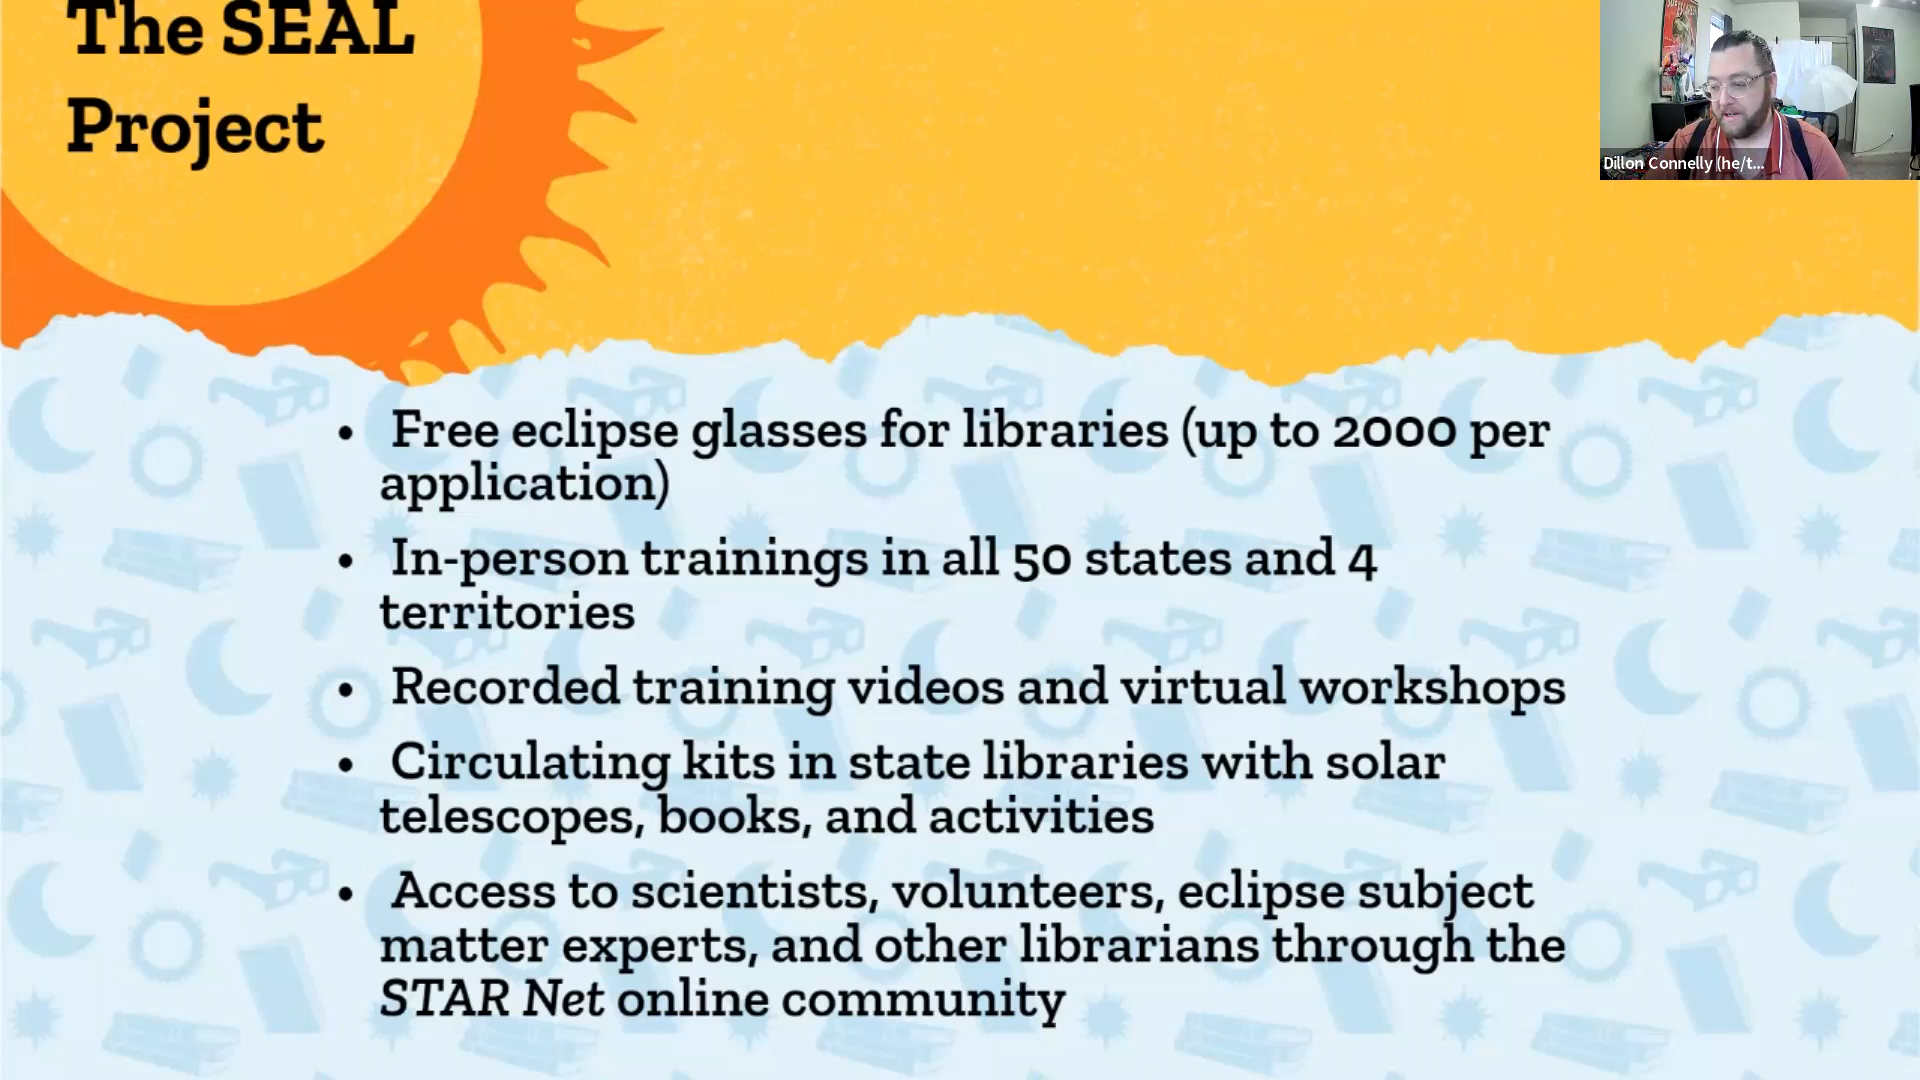 The SEAL
Project
Dillon Connelly (he/t...
• Free eclipse glasses for libraries (up to 2000 per
application)
• In-person trainings in all 50 states and 4
territories
• Recorded training videos and virtual workshops
• Circulating kits in state libraries with solar
telescopes, books, and activities
• Access to scientists, volunteers, eclipse subject
matter experts, and other librarians through the
STAR Net online community